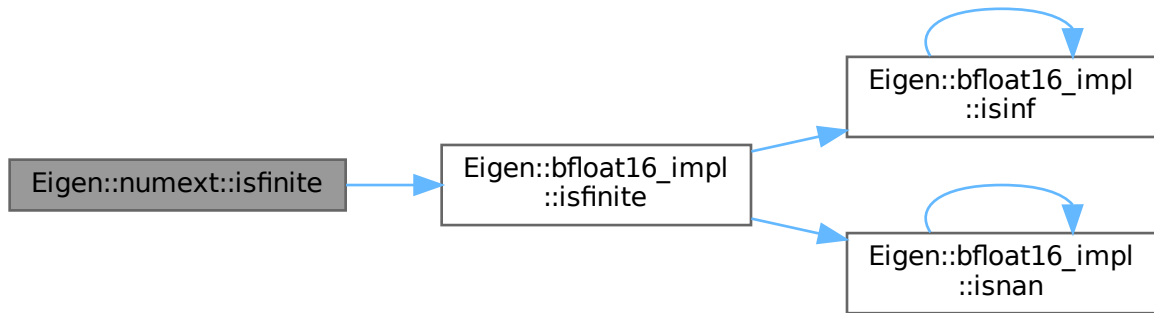 Eigen::numext::isfinite
Eigen::bfloat16_impl
::isfinite
Eigen::bfloat16_impl
::isinf
Eigen::bfloat16_impl
::isnan